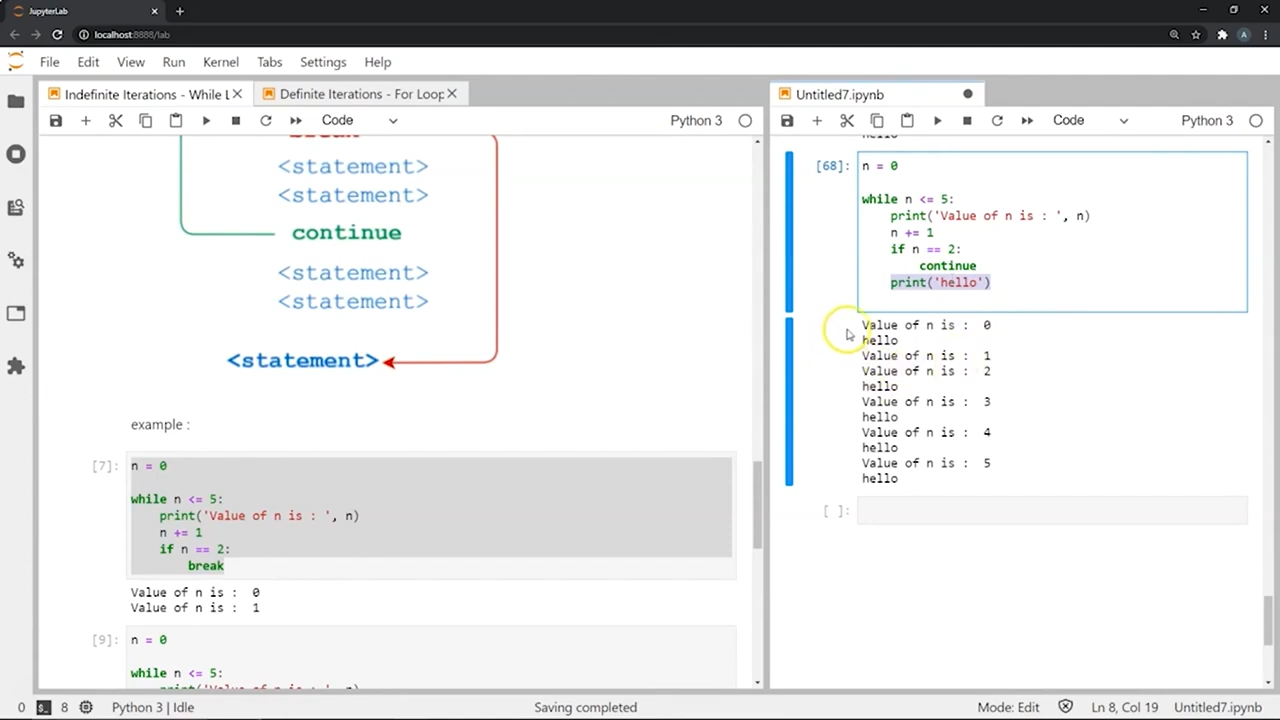 JupyterLab
localhost:8888/lab
File Edit View Run Kernel Tabs Settings Help
Indefinite Iterations - While L
Definite Iterations - For Loop
Code
Python 3
<statement>
<statement>
continue
<statement>
<statement>
<statement>
example :
[7]:
n = 0
while n <= 5:
print('Value of n is : ', n)
n += 1
if n == 2:
break
Value of n is : 0
Value of n is : 1
[9]:
n = 0
while n <= 5:
Untitled7.ipynb
Code
Python 3
hello
[68]:
n = 0
while n <= 5:
print('Value of n is : ', n)
n += 1
if n == 2:
continue
print('hello')
Value of n is : 0
hello
Value of n is : 1
Value of n is : 2
hello
Value of n is : 3
hello
Value of n is : 4
hello
Value of n is : 5
hello
[ ]:
0 8 Python 3 | Idle Saving completed Mode: Edit Ln 8, Col 19 Untitled7.ipynb